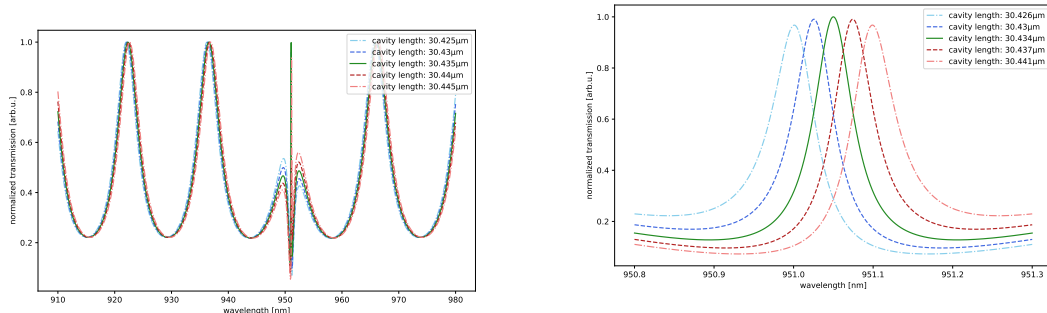 1.0
0.8
0.6
0.4
0.2
normalized transmission [arb.u.]
910 920 930 940 950 960 970 980
wavelength [nm]
cavity length: 30.425μm
cavity length: 30.43μm
cavity length: 30.435μm
cavity length: 30.44μm
cavity length: 30.445μm
1.0
0.8
0.6
0.4
0.2
normalized transmission [arb.u.]
950.8 950.9 951.0 951.1 951.2 951.3
wavelength [nm]
cavity length: 30.426μm
cavity length: 30.43μm
cavity length: 30.434μm
cavity length: 30.437μm
cavity length: 30.441μm